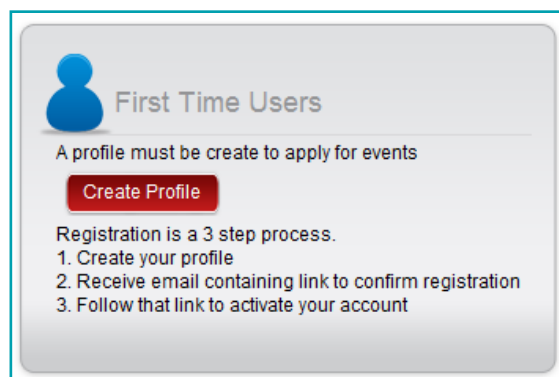 First Time Users
A profile must be create to apply for events
Create Profile
Registration is a 3 step process.
1. Create your profile
2. Receive email containing link to confirm registration
3. Follow that link to activate your account